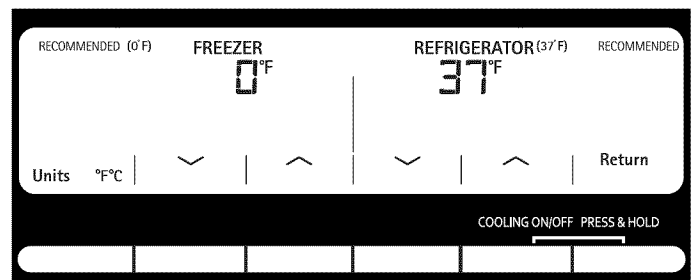 RECOMMENDED (0°F) FREEZER REFRIGERATOR (37°F) RECOMMENDED
0°F 37°F
Units °F°C Return
COOLING ON/OFF PRESS & HOLD